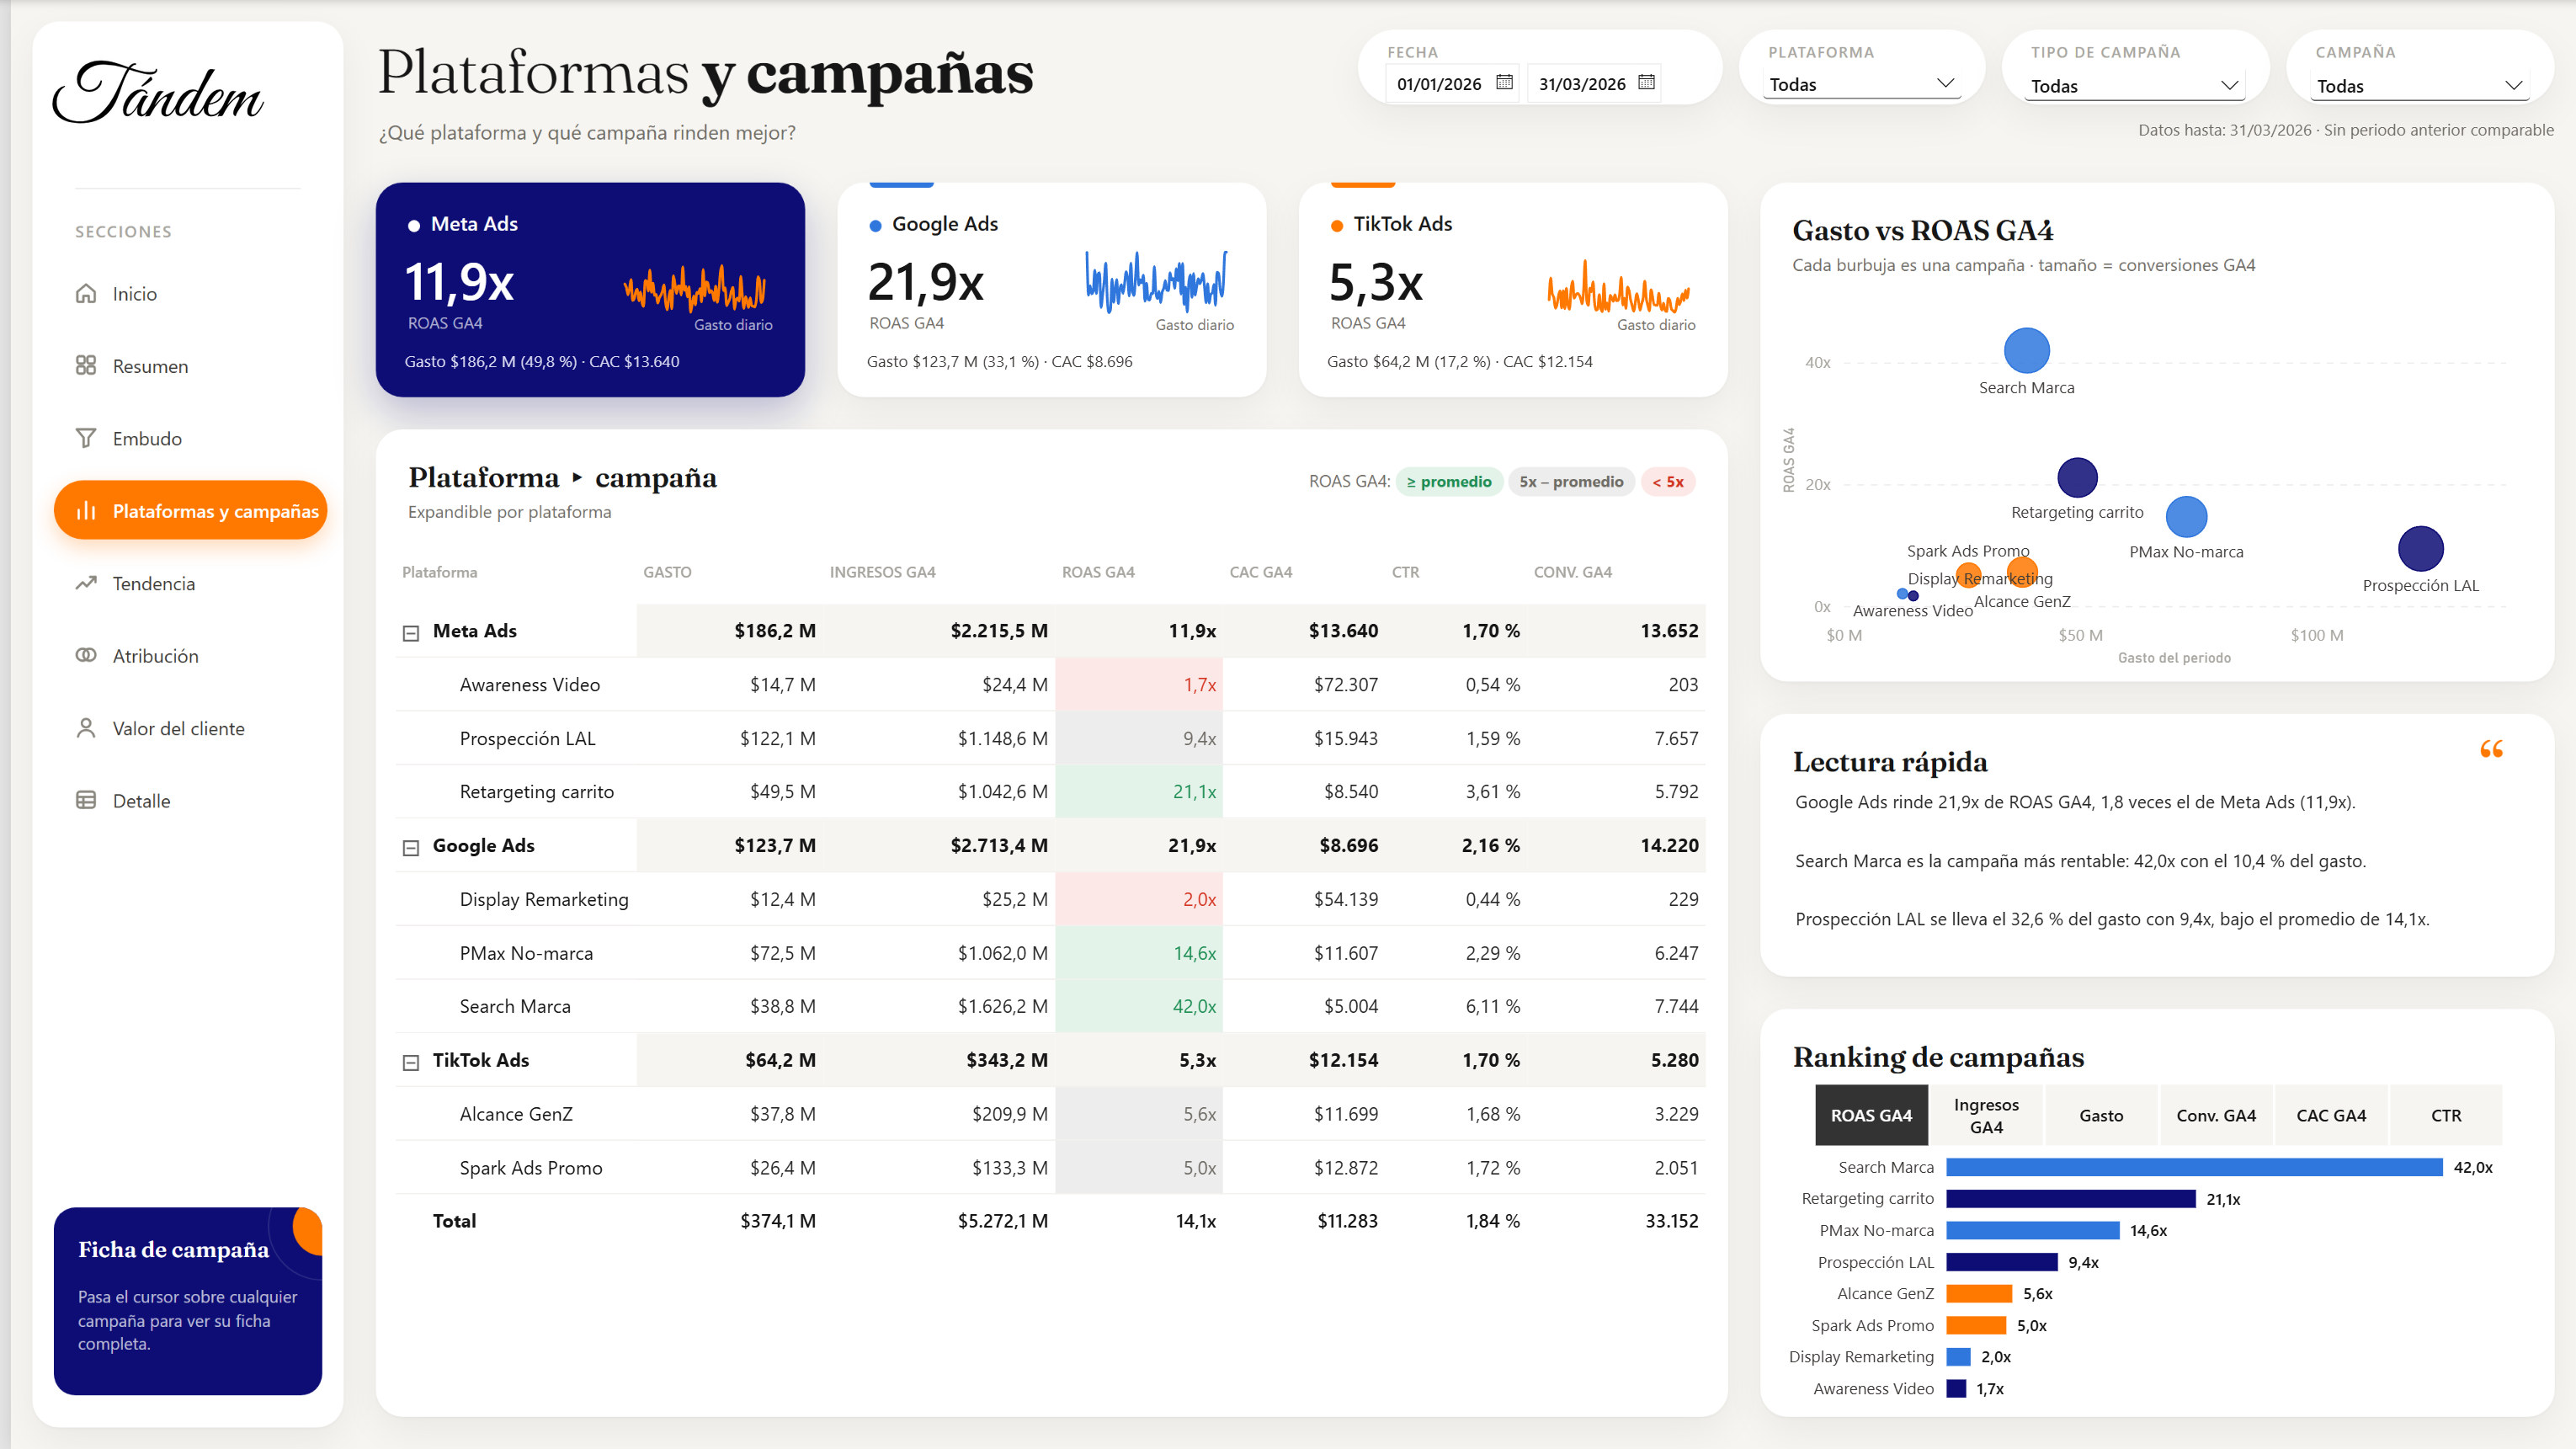 Tándem
SECCIONES
Inicio
Resumen
Embudo
Plataformas y campañas
Tendencia
Atribución
Valor del cliente
Detalle
Ficha de campaña
Pasa el cursor sobre cualquier
campaña para ver su ficha
completa.
Plataformas y campañas
¿Qué plataforma y qué campaña rinden mejor?
FECHA
01/01/2026 31/03/2026
PLATAFORMA
Todas
TIPO DE CAMPAÑA
Todas
CAMPAÑA
Todas
Datos hasta: 31/03/2026 · Sin periodo anterior comparable
Meta Ads
11,9x
ROAS GA4
Gasto diario
Gasto $186,2 M (49,8 %) · CAC $13.640
Google Ads
21,9x
ROAS GA4
Gasto diario
Gasto $123,7 M (33,1 %) · CAC $8.696
TikTok Ads
5,3x
ROAS GA4
Gasto diario
Gasto $64,2 M (17,2 %) · CAC $12.154
Plataforma ▸ campaña
Expandible por plataforma
ROAS GA4: ≥ promedio 5x – promedio < 5x
Plataforma GASTO INGRESOS GA4 ROAS GA4 CAC GA4 CTR CONV. GA4
Meta Ads $186,2 M $2.215,5 M 11,9x $13.640 1,70 % 13.652
Awareness Video $14,7 M $24,4 M 1,7x $72.307 0,54 % 203
Prospección LAL $122,1 M $1.148,6 M 9,4x $15.943 1,59 % 7.657
Retargeting carrito $49,5 M $1.042,6 M 21,1x $8.540 3,61 % 5.792
Google Ads $123,7 M $2.713,4 M 21,9x $8.696 2,16 % 14.220
Display Remarketing $12,4 M $25,2 M 2,0x $54.139 0,44 % 229
PMax No-marca $72,5 M $1.062,0 M 14,6x $11.607 2,29 % 6.247
Search Marca $38,8 M $1.626,2 M 42,0x $5.004 6,11 % 7.744
TikTok Ads $64,2 M $343,2 M 5,3x $12.154 1,70 % 5.280
Alcance GenZ $37,8 M $209,9 M 5,6x $11.699 1,68 % 3.229
Spark Ads Promo $26,4 M $133,3 M 5,0x $12.872 1,72 % 2.051
Total $374,1 M $5.272,1 M 14,1x $11.283 1,84 % 33.152
Gasto vs ROAS GA4
Cada burbuja es una campaña · tamaño = conversiones GA4
ROAS GA4
40x
20x
0x
Search Marca
Retargeting carrito
PMax No-marca
Spark Ads Promo
Display Remarketing
Prospección LAL
Alcance GenZ
Awareness Video
$0 M $50 M $100 M
Gasto del periodo
Lectura rápida
“
Google Ads rinde 21,9x de ROAS GA4, 1,8 veces el de Meta Ads (11,9x).
Search Marca es la campaña más rentable: 42,0x con el 10,4 % del gasto.
Prospección LAL se lleva el 32,6 % del gasto con 9,4x, bajo el promedio de 14,1x.
Ranking de campañas
ROAS GA4 Ingresos GA4 Gasto Conv. GA4 CAC GA4 CTR
Search Marca 42,0x
Retargeting carrito 21,1x
PMax No-marca 14,6x
Prospección LAL 9,4x
Alcance GenZ 5,6x
Spark Ads Promo 5,0x
Display Remarketing 2,0x
Awareness Video 1,7x